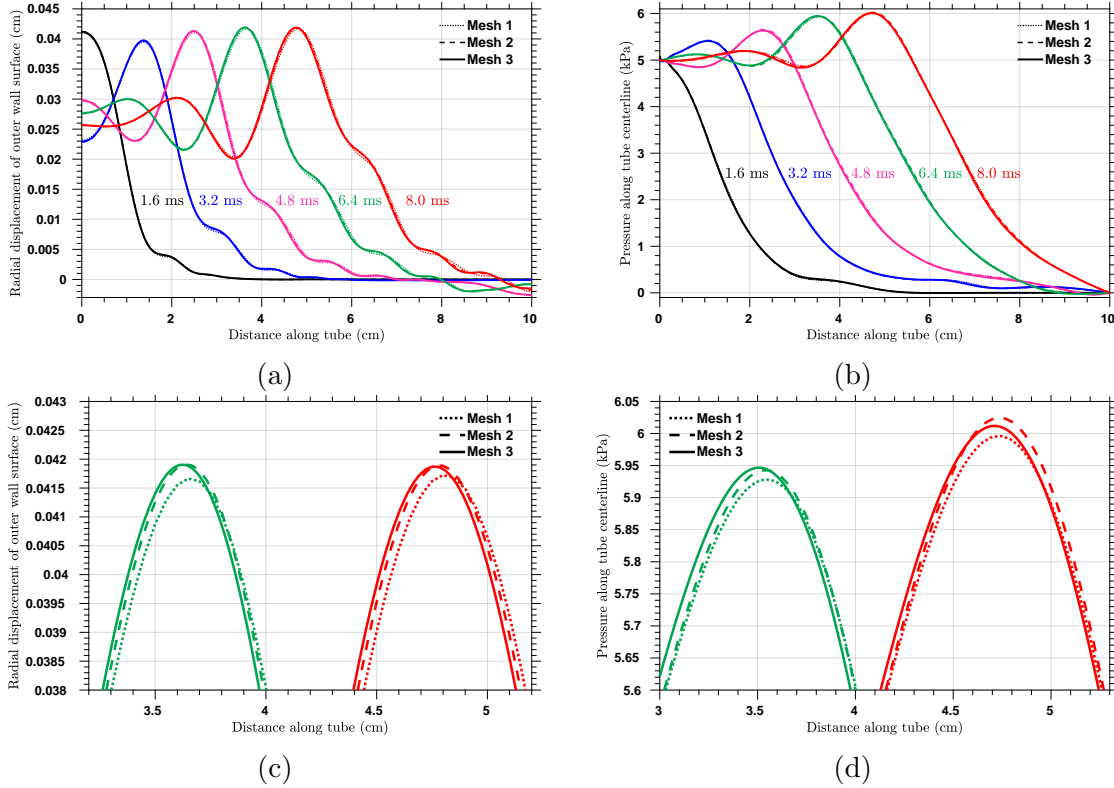 Radial displacement of outer wall surface (cm)
0.045
0.04
0.035
0.03
0.025
0.02
0.015
0.01
0.005
0
Mesh 1
Mesh 2
Mesh 3
1.6 ms
3.2 ms
4.8 ms
6.4 ms
8.0 ms
0
2
4
6
8
10
Distance along tube (cm)
(a)
Pressure along tube centerline (kPa)
6
5
4
3
2
1
0
Mesh 1
Mesh 2
Mesh 3
1.6 ms
3.2 ms
4.8 ms
6.4 ms
8.0 ms
0
2
4
6
8
10
Distance along tube (cm)
(b)
Radial displacement of outer wall surface (cm)
0.043
0.0425
0.042
0.0415
0.041
0.0405
0.04
0.0395
0.039
0.0385
0.038
Mesh 1
Mesh 2
Mesh 3
3.5
4
4.5
5
Distance along tube (cm)
(c)
Pressure along tube centerline (kPa)
6.05
6
5.95
5.9
5.85
5.8
5.75
5.7
5.65
5.6
Mesh 1
Mesh 2
Mesh 3
3
3.5
4
4.5
5
Distance along tube (cm)
(d)